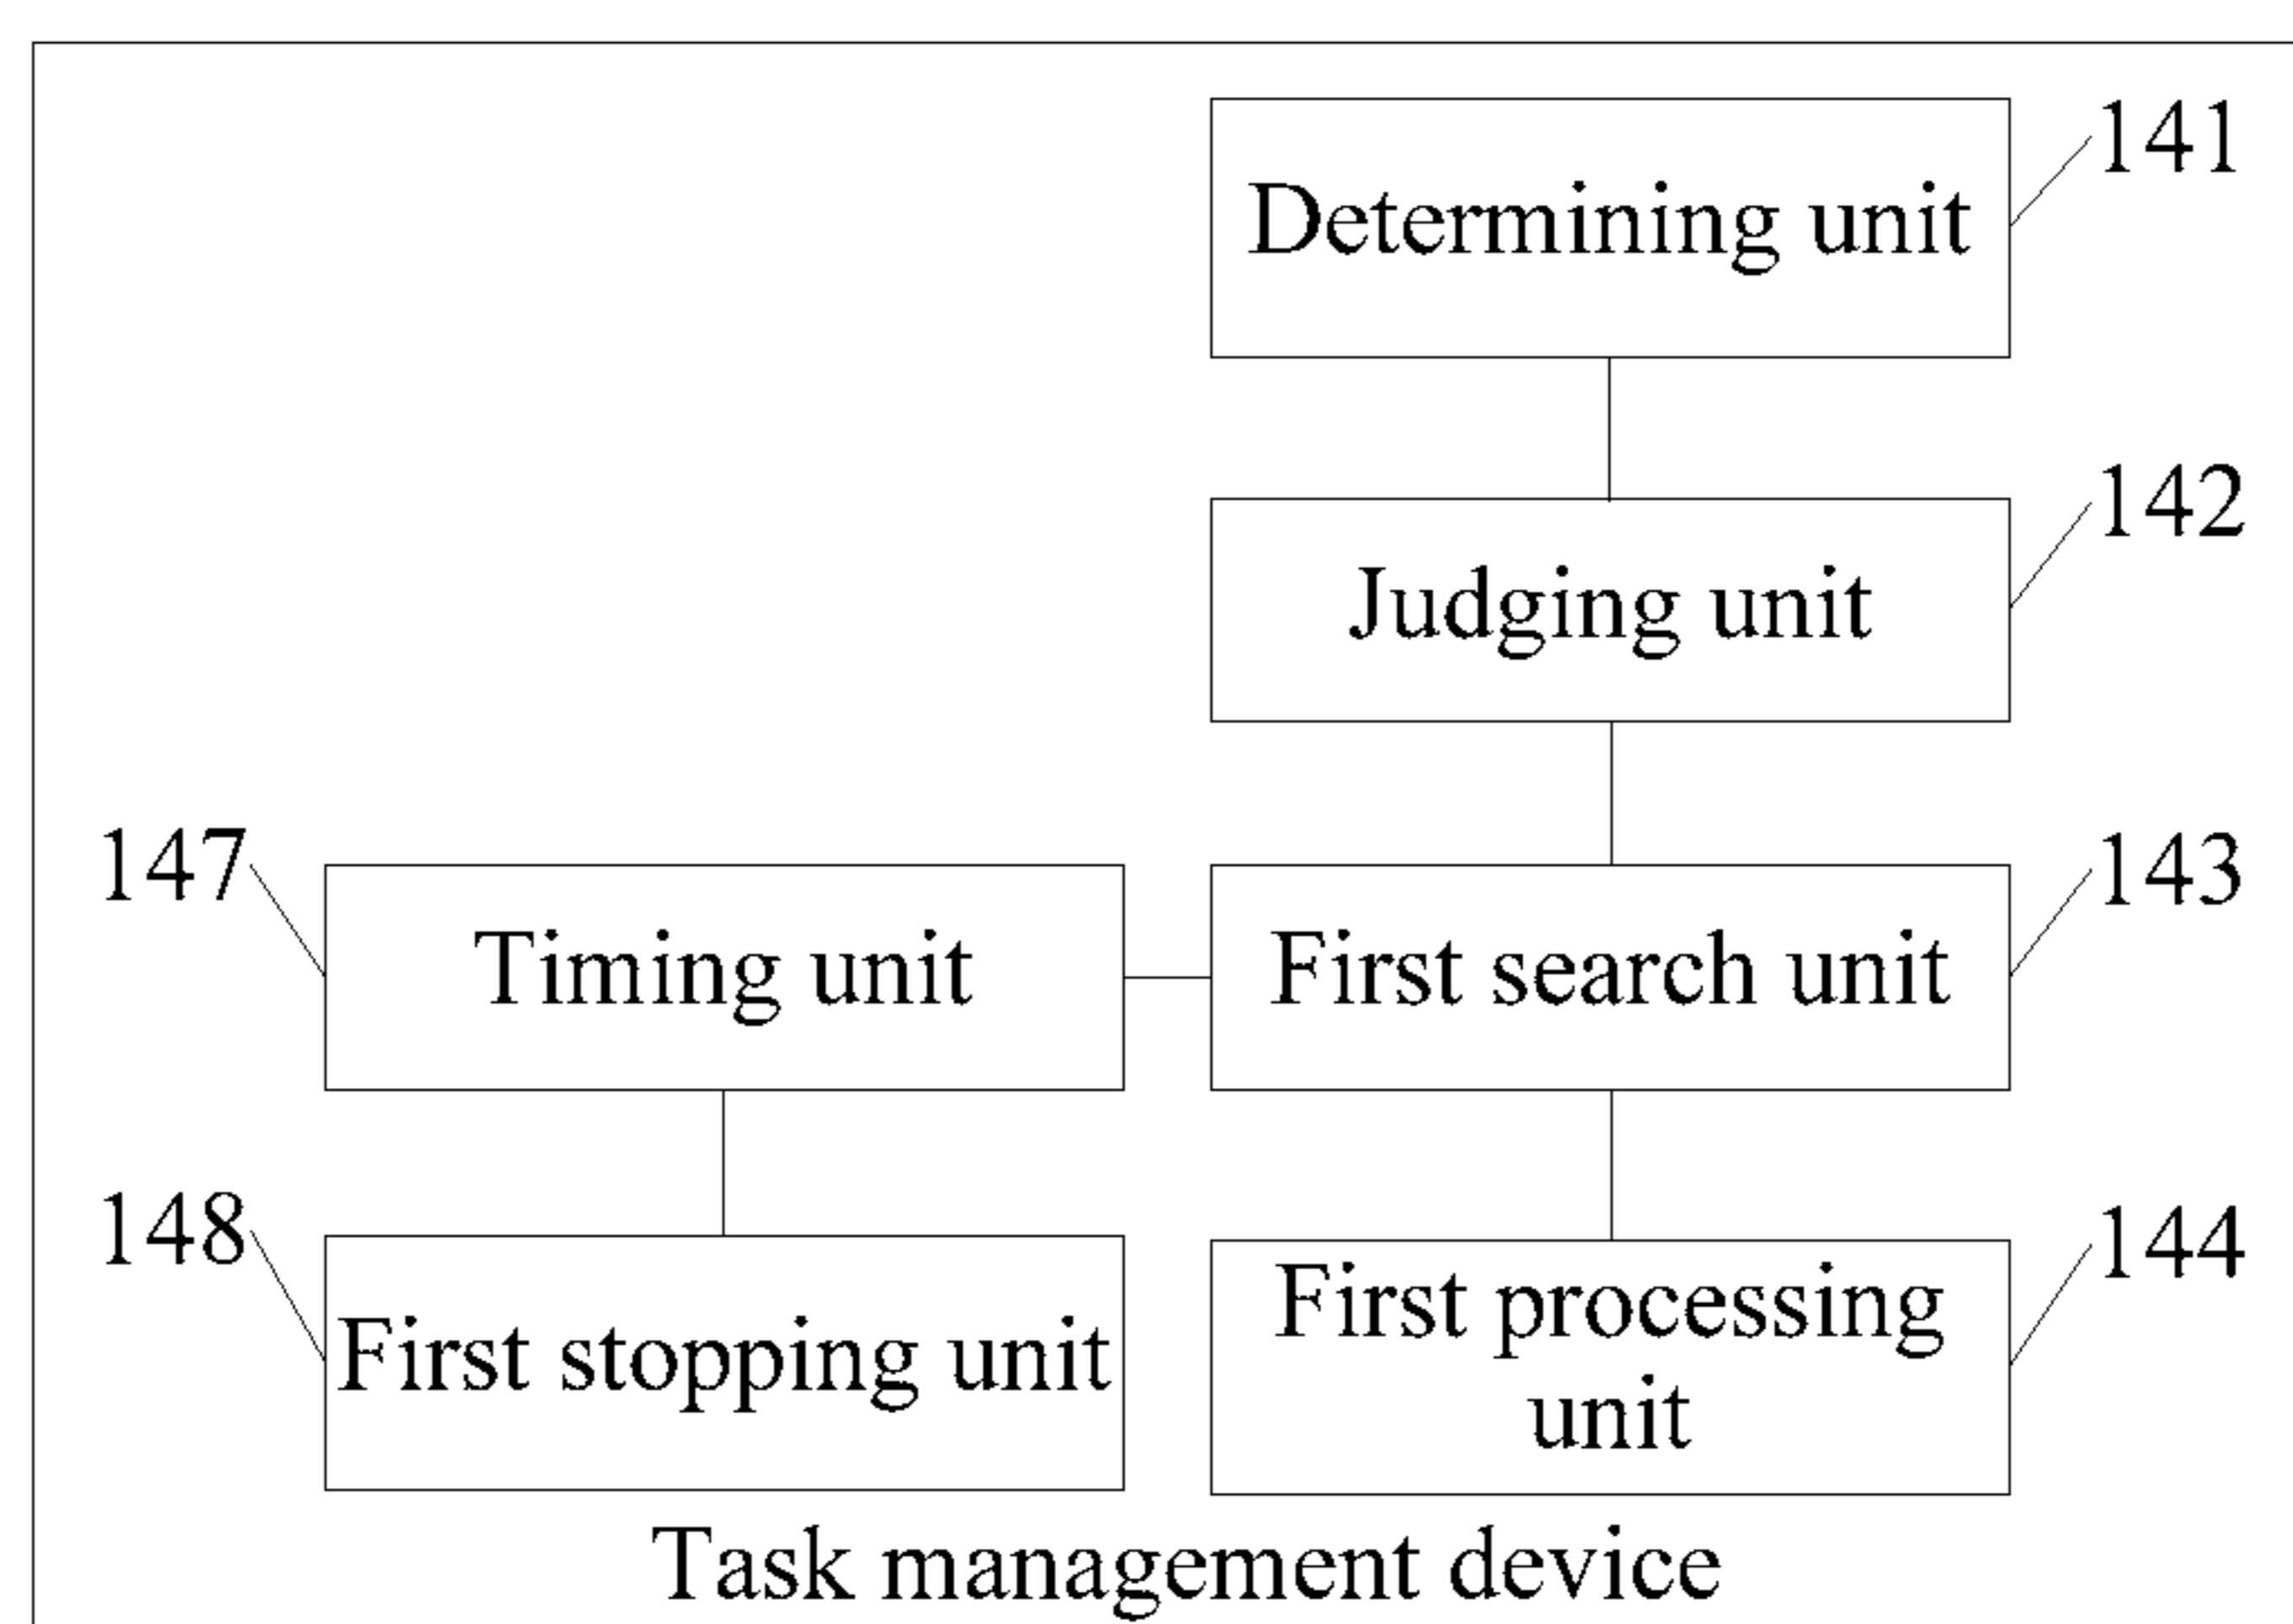 Determining unit
141
Judging unit
142
147
Timing unit
First search unit
143
148
First stopping unit
First processing
unit
144
Task management device